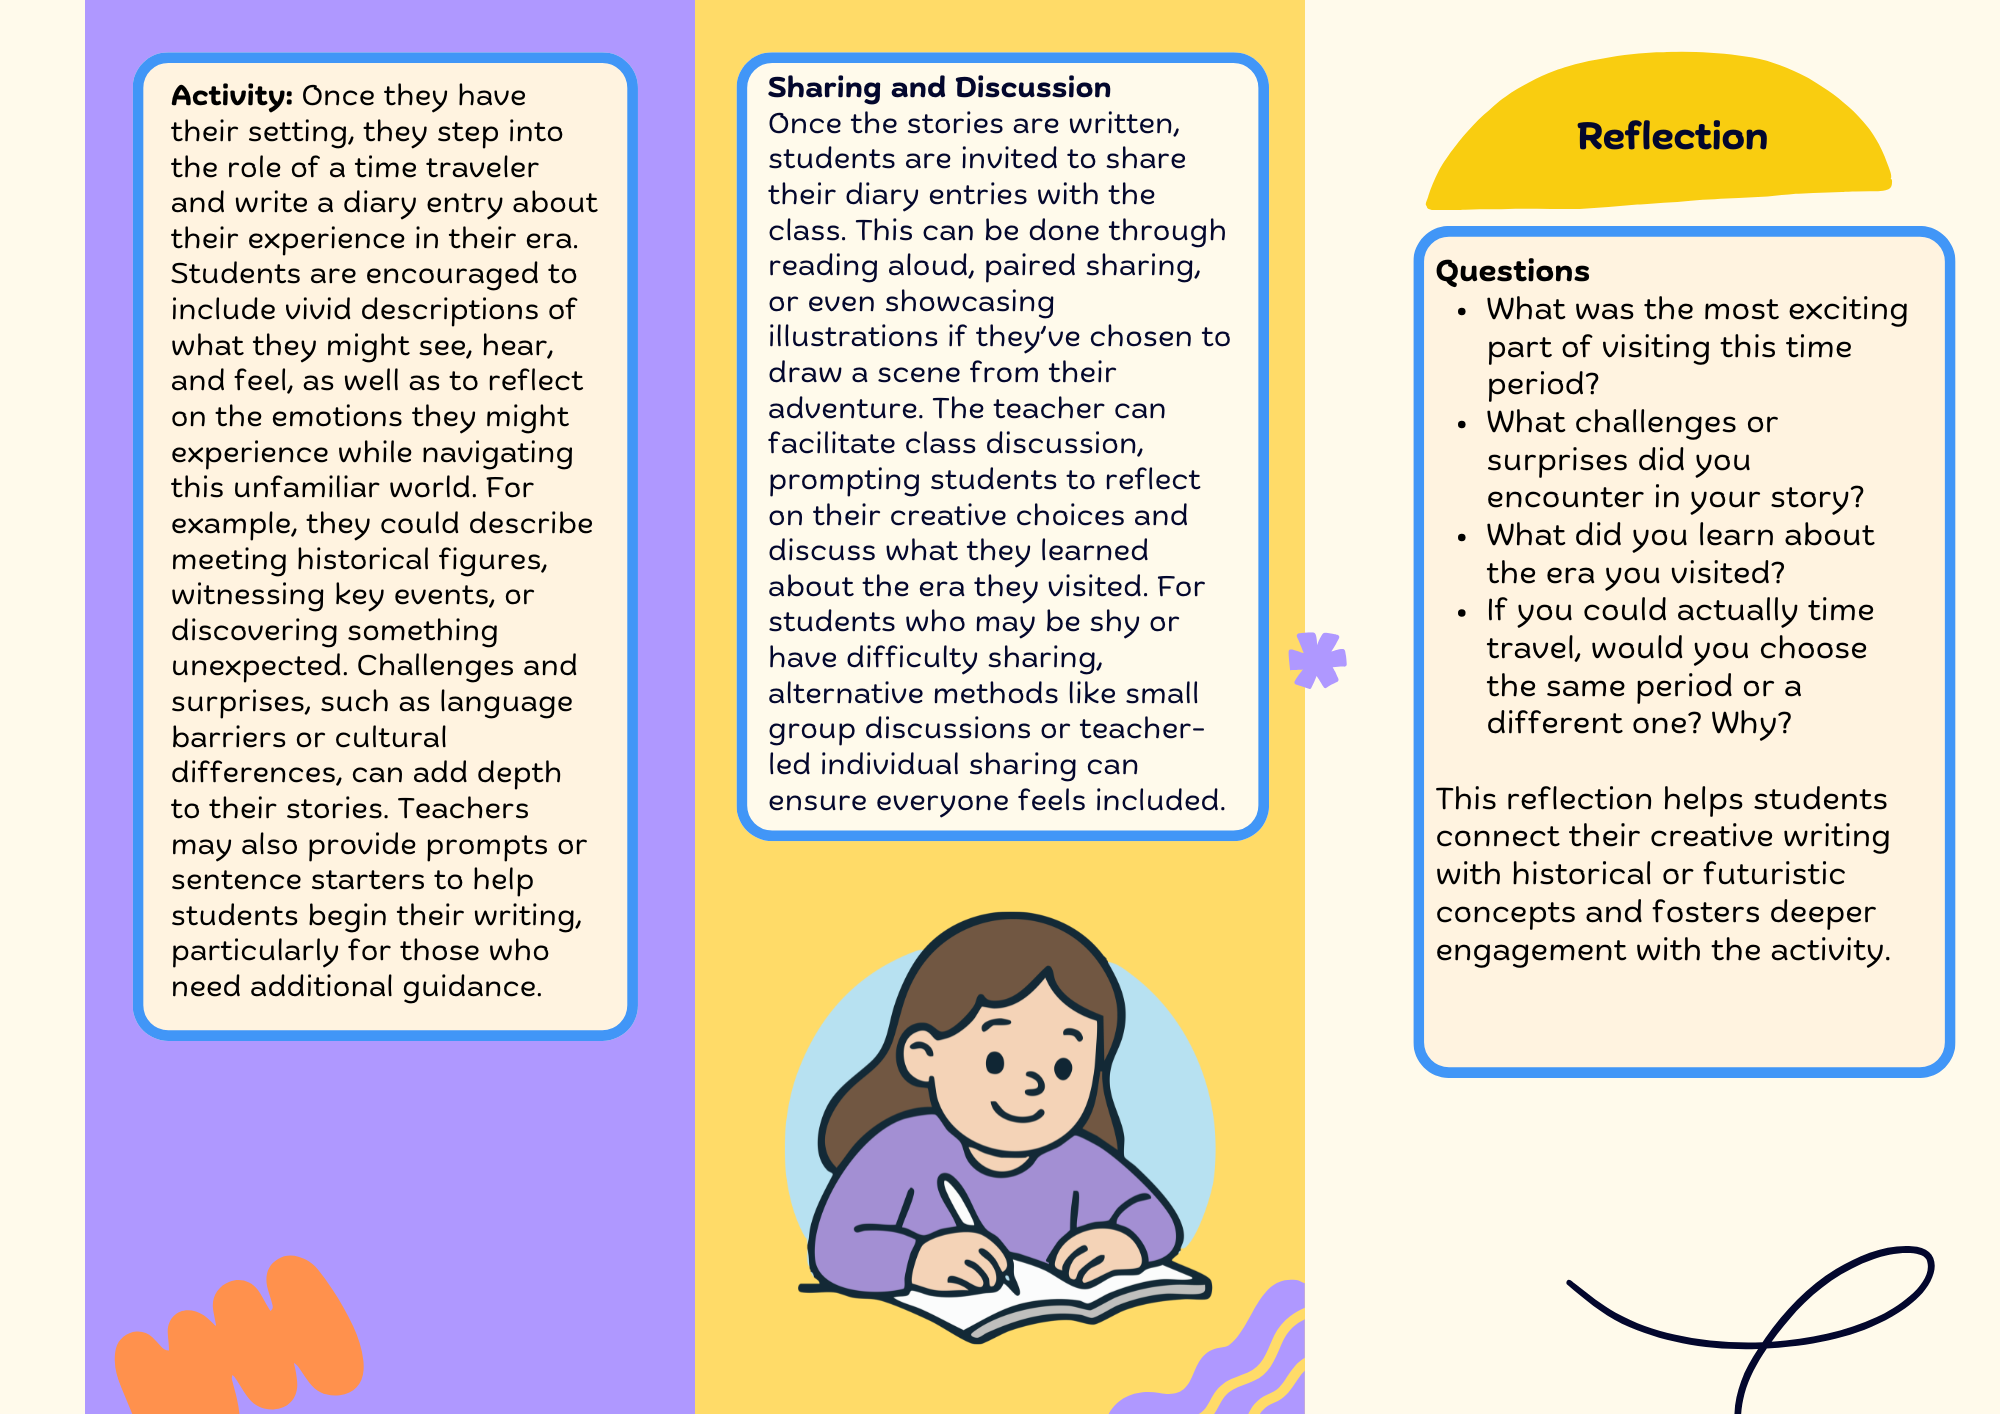 Activity: Once they have
their setting, they step into
the role of a time traveler
and write a diary entry about
their experience in their era.
Students are encouraged to
include vivid descriptions of
what they might see, hear,
and feel, as well as to reflect
on the emotions they might
experience while navigating
this unfamiliar world. For
example, they could describe
meeting historical figures,
witnessing key events, or
discovering something
unexpected. Challenges and
surprises, such as language
barriers or cultural
differences, can add depth
to their stories. Teachers
may also provide prompts or
sentence starters to help
students begin their writing,
particularly for those who
need additional guidance.
Sharing and Discussion
Once the stories are written,
students are invited to share
their diary entries with the
class. This can be done through
reading aloud, paired sharing,
or even showcasing
illustrations if they’ve chosen to
draw a scene from their
adventure. The teacher can
facilitate class discussion,
prompting students to reflect
on their creative choices and
discuss what they learned
about the era they visited. For
students who may be shy or
have difficulty sharing,
alternative methods like small
group discussions or teacher-
led individual sharing can
ensure everyone feels included.
Reflection
Questions
• What was the most exciting
part of visiting this time
period?
• What challenges or
surprises did you
encounter in your story?
• What did you learn about
the era you visited?
• If you could actually time
travel, would you choose
the same period or a
different one? Why?
This reflection helps students
connect their creative writing
with historical or futuristic
concepts and fosters deeper
engagement with the activity.